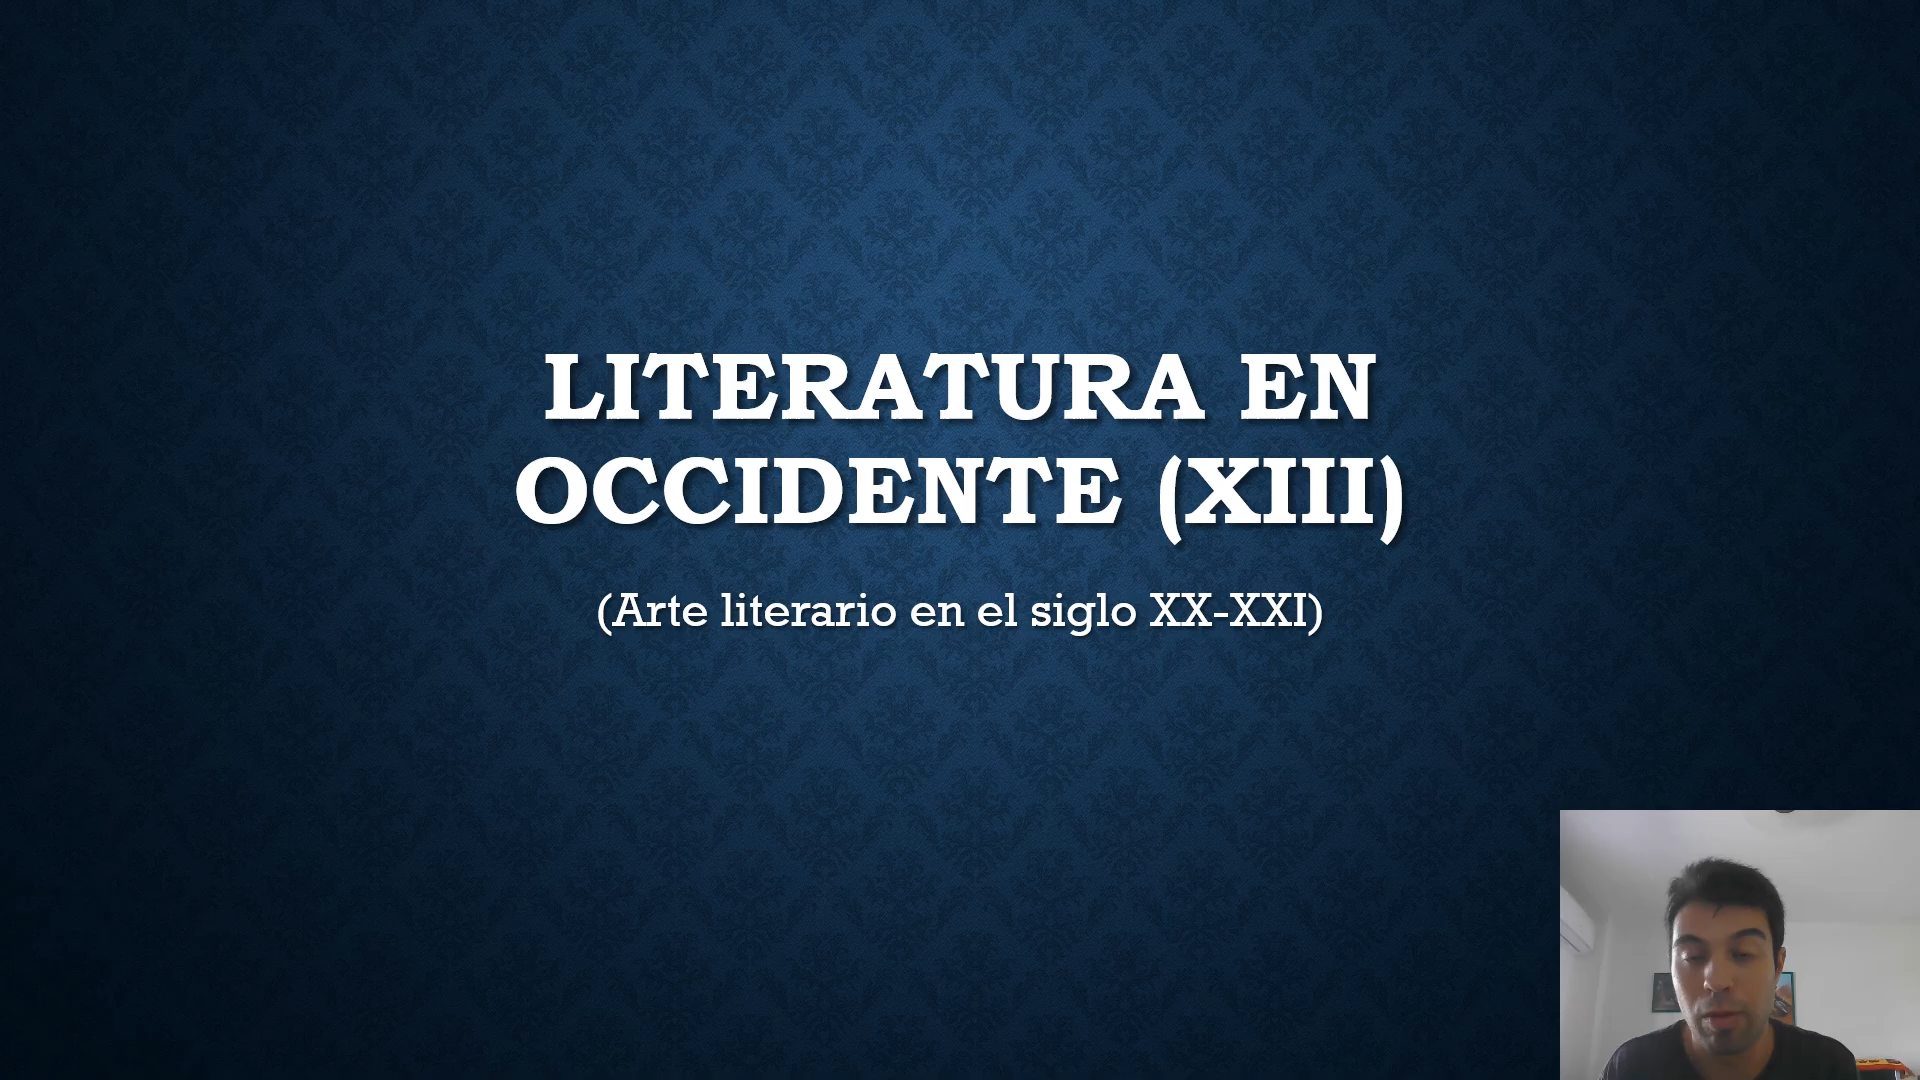 LITERATURA EN
OCCIDENTE (XIII)
(Arte literario en el siglo XX-XXI)